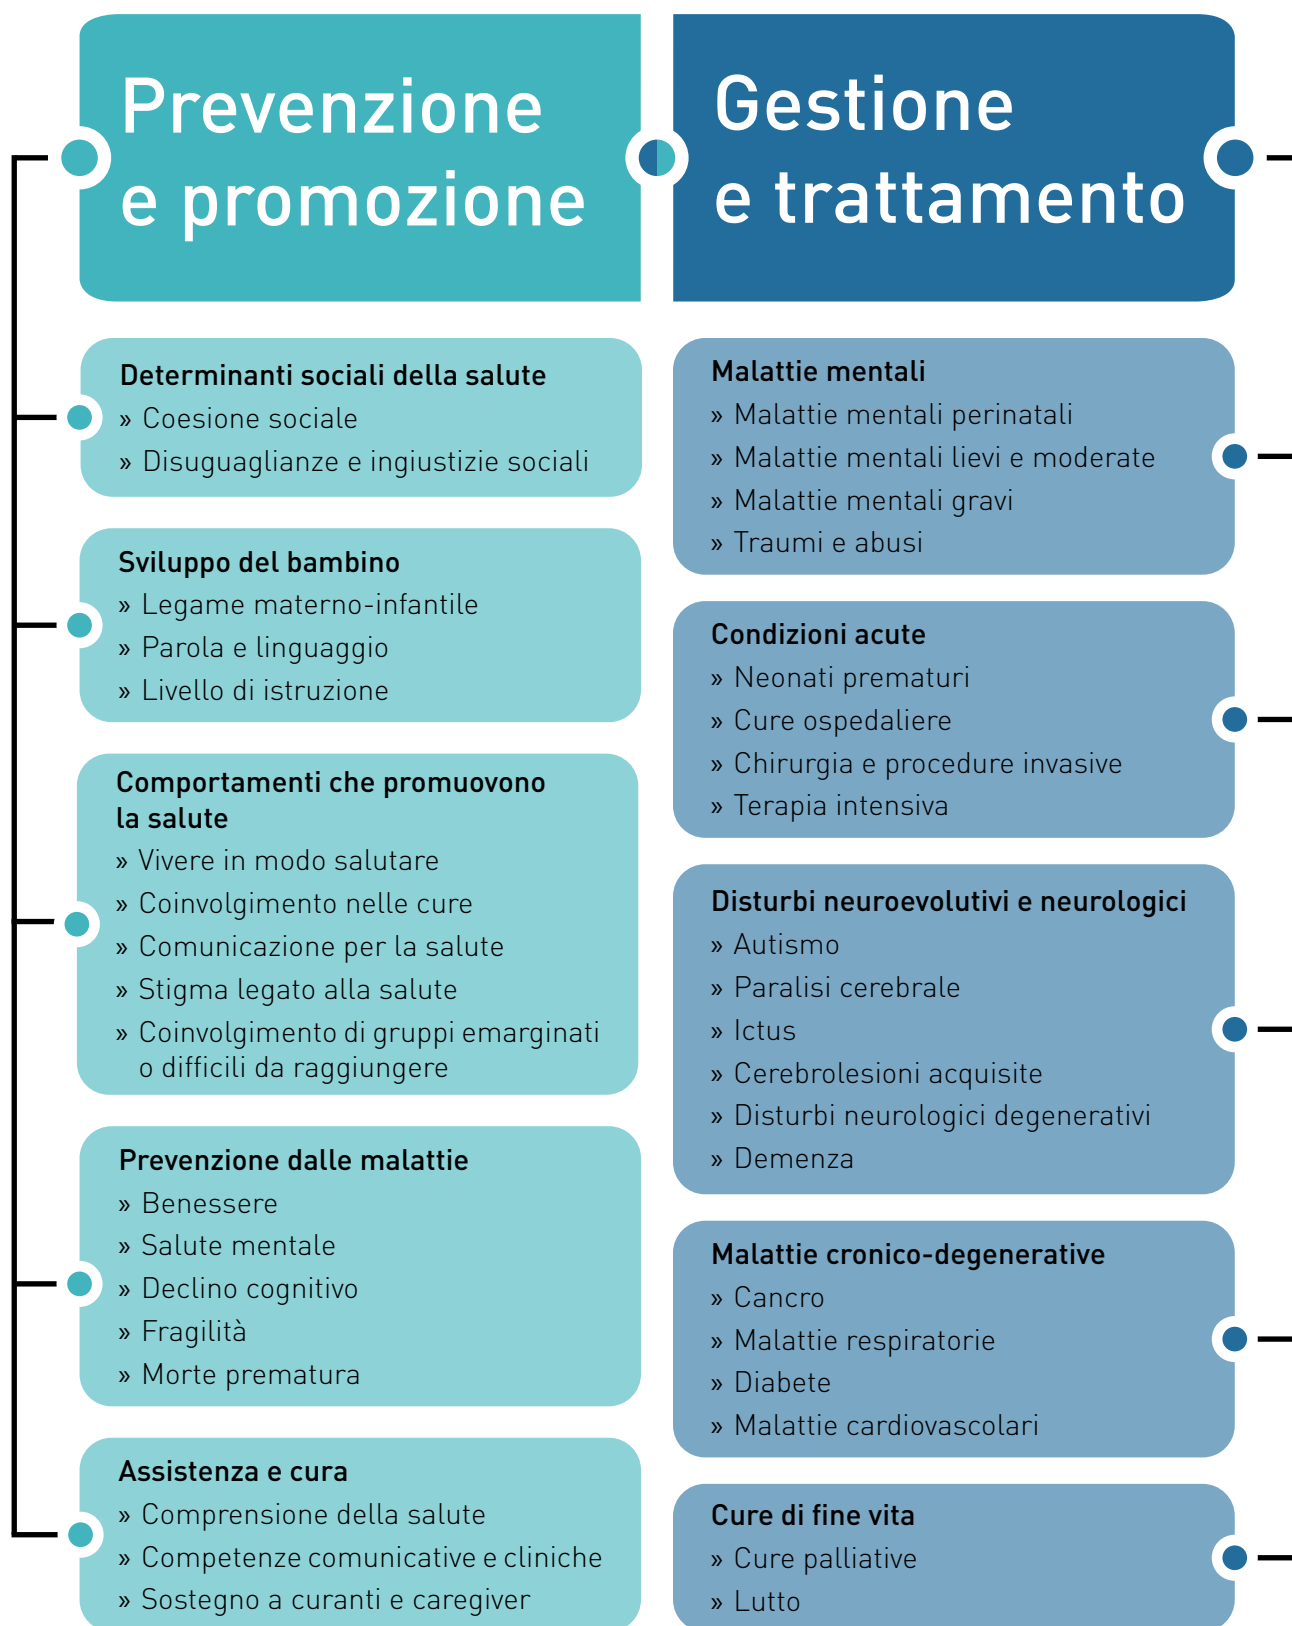 Prevenzione
e promozione
Determinanti sociali della salute
» Coesione sociale
» Disuguaglianze e ingiustizie sociali
Sviluppo del bambino
» Legame materno-infantile
» Parola e linguaggio
» Livello di istruzione
Comportamenti che promuovono
la salute
» Vivere in modo salutare
» Coinvolgimento nelle cure
» Comunicazione per la salute
» Stigma legato alla salute
» Coinvolgimento di gruppi emarginati
o difficili da raggiungere
Prevenzione dalle malattie
» Benessere
» Salute mentale
» Declino cognitivo
» Fragilità
» Morte prematura
Assistenza e cura
» Comprensione della salute
» Competenze comunicative e cliniche
» Sostegno a curanti e caregiver
Gestione
e trattamento
Malattie mentali
» Malattie mentali perinatali
» Malattie mentali lievi e moderate
» Malattie mentali gravi
» Traumi e abusi
Condizioni acute
» Neonati prematuri
» Cure ospedaliere
» Chirurgia e procedure invasive
» Terapia intensiva
Disturbi neuroevolutivi e neurologici
» Autismo
» Paralisi cerebrale
» Ictus
» Cerebrolesioni acquisite
» Disturbi neurologici degenerativi
» Demenza
Malattie cronico-degenerative
» Cancro
» Malattie respiratorie
» Diabete
» Malattie cardiovascolari
Cure di fine vita
» Cure palliative
» Lutto